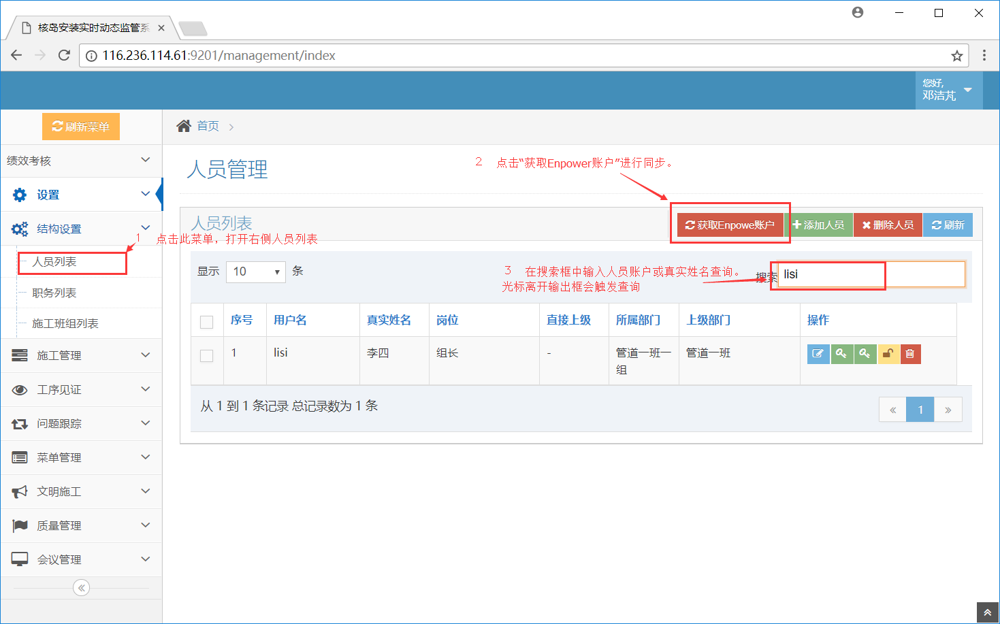 核岛安装实时动态监管系
116.236.114.61:9201/management/index
您好,
邓洁芃
刷新菜单
首页
绩效考核
设置
结构设置
人员列表
职务列表
施工班组列表
施工管理
工序见证
问题跟踪
菜单管理
文明施工
质量管理
会议管理
人员管理
2 点击“获取Enpower账户”进行同步。
人员列表
获取Enpowe账户
添加人员
删除人员
刷新
1 点击此菜单，打开右侧人员列表
显示 10 条
3 在搜索框中输入人员账户或真实姓名查询。
光标离开输出框会触发查询
搜索 lisi
序号 用户名 真实姓名 岗位 直接上级 所属部门 上级部门 操作
1 lisi 李四 组长 - 管道一班一 管道一班
组
从 1 到 1 条记录 总记录数为 1 条
« 1 »